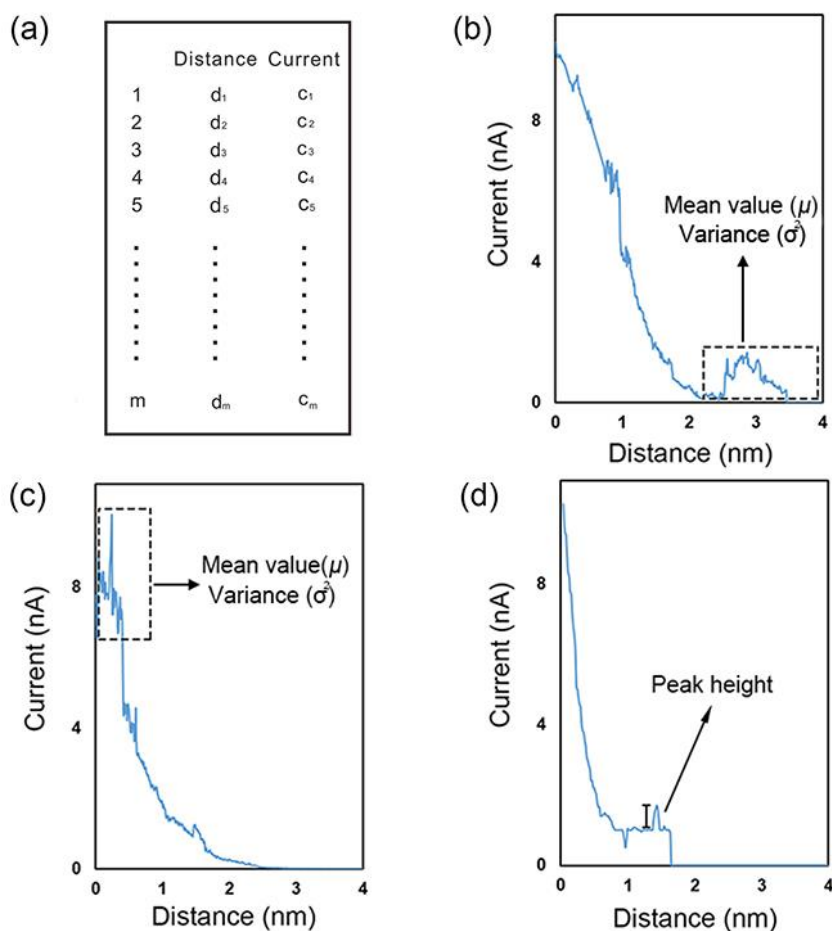 (a)
Distance Current
1 d₁ c₁
2 d₂ c₂
3 d₃ c₃
4 d₄ c₄
5 d₅ c₅
m dₘ cₘ
(b)
8
4
0
Current (nA)
Mean value (μ)
Variance (σ²)
0 1 2 3 4
Distance (nm)
(c)
8
4
0
Current (nA)
Mean value(μ)
Variance (σ²)
0 1 2 3 4
Distance (nm)
(d)
8
4
0
Current (nA)
Peak height
0 1 2 3 4
Distance (nm)